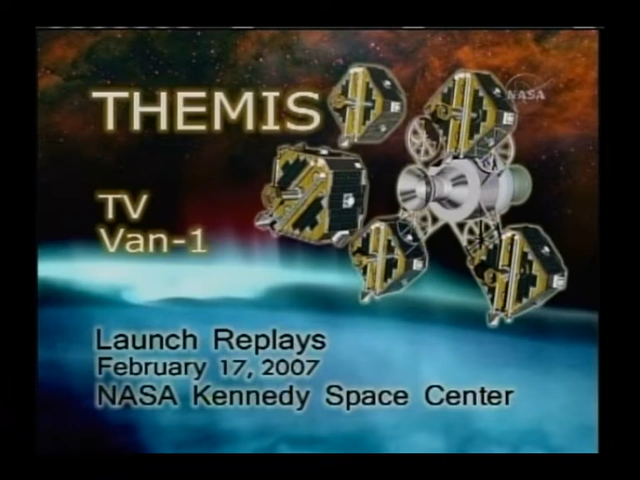 THEMIS
NASA
TV
Van-1
Launch Replays
February 17, 2007
NASA Kennedy Space Center